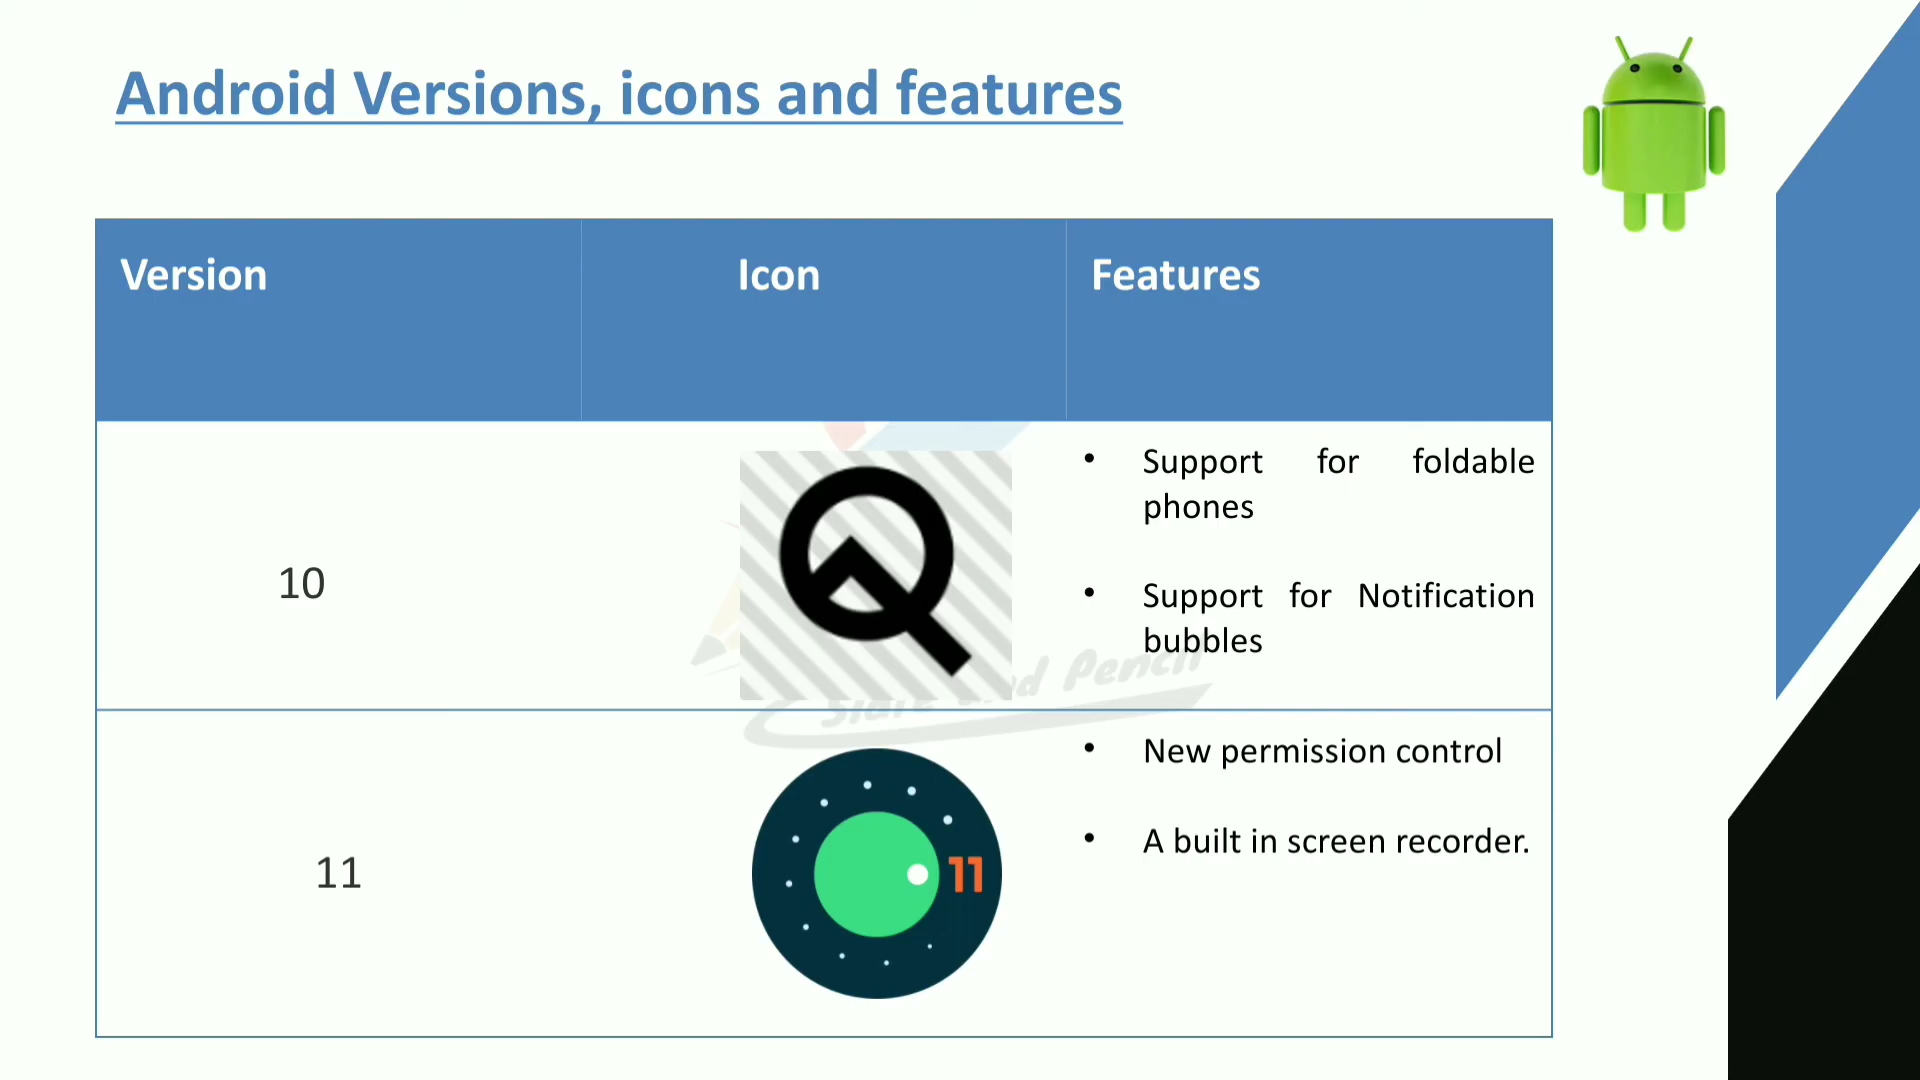 Android Versions, icons and features
Version Icon Features
• Support for foldable
phones
10
• Support for Notification
bubbles
Pencil
• New permission control
11
11
• A built in screen recorder.